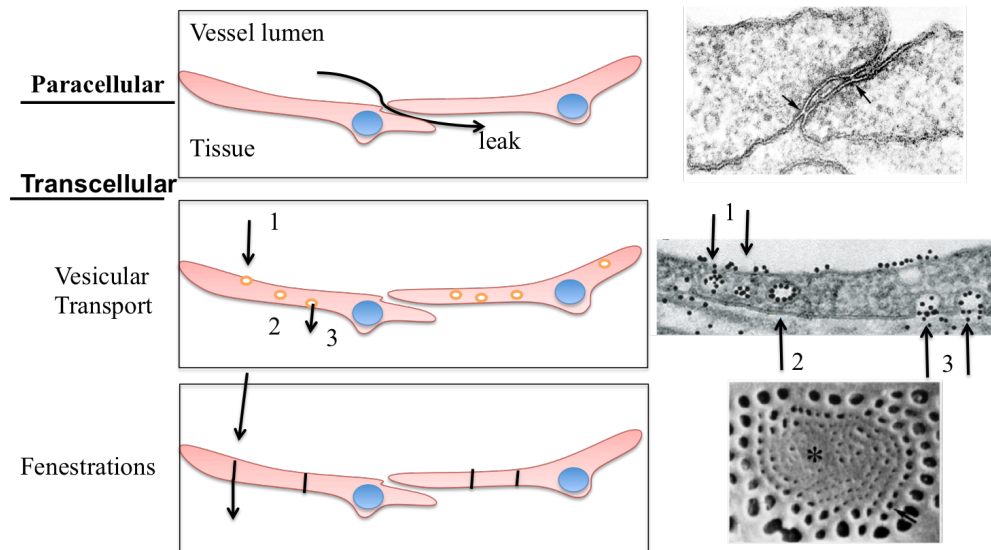 Paracellular
Vessel lumen
Tissue
leak
Transcellular
Vesicular
Transport
1
2
3
1
2
3
Fenestrations
*